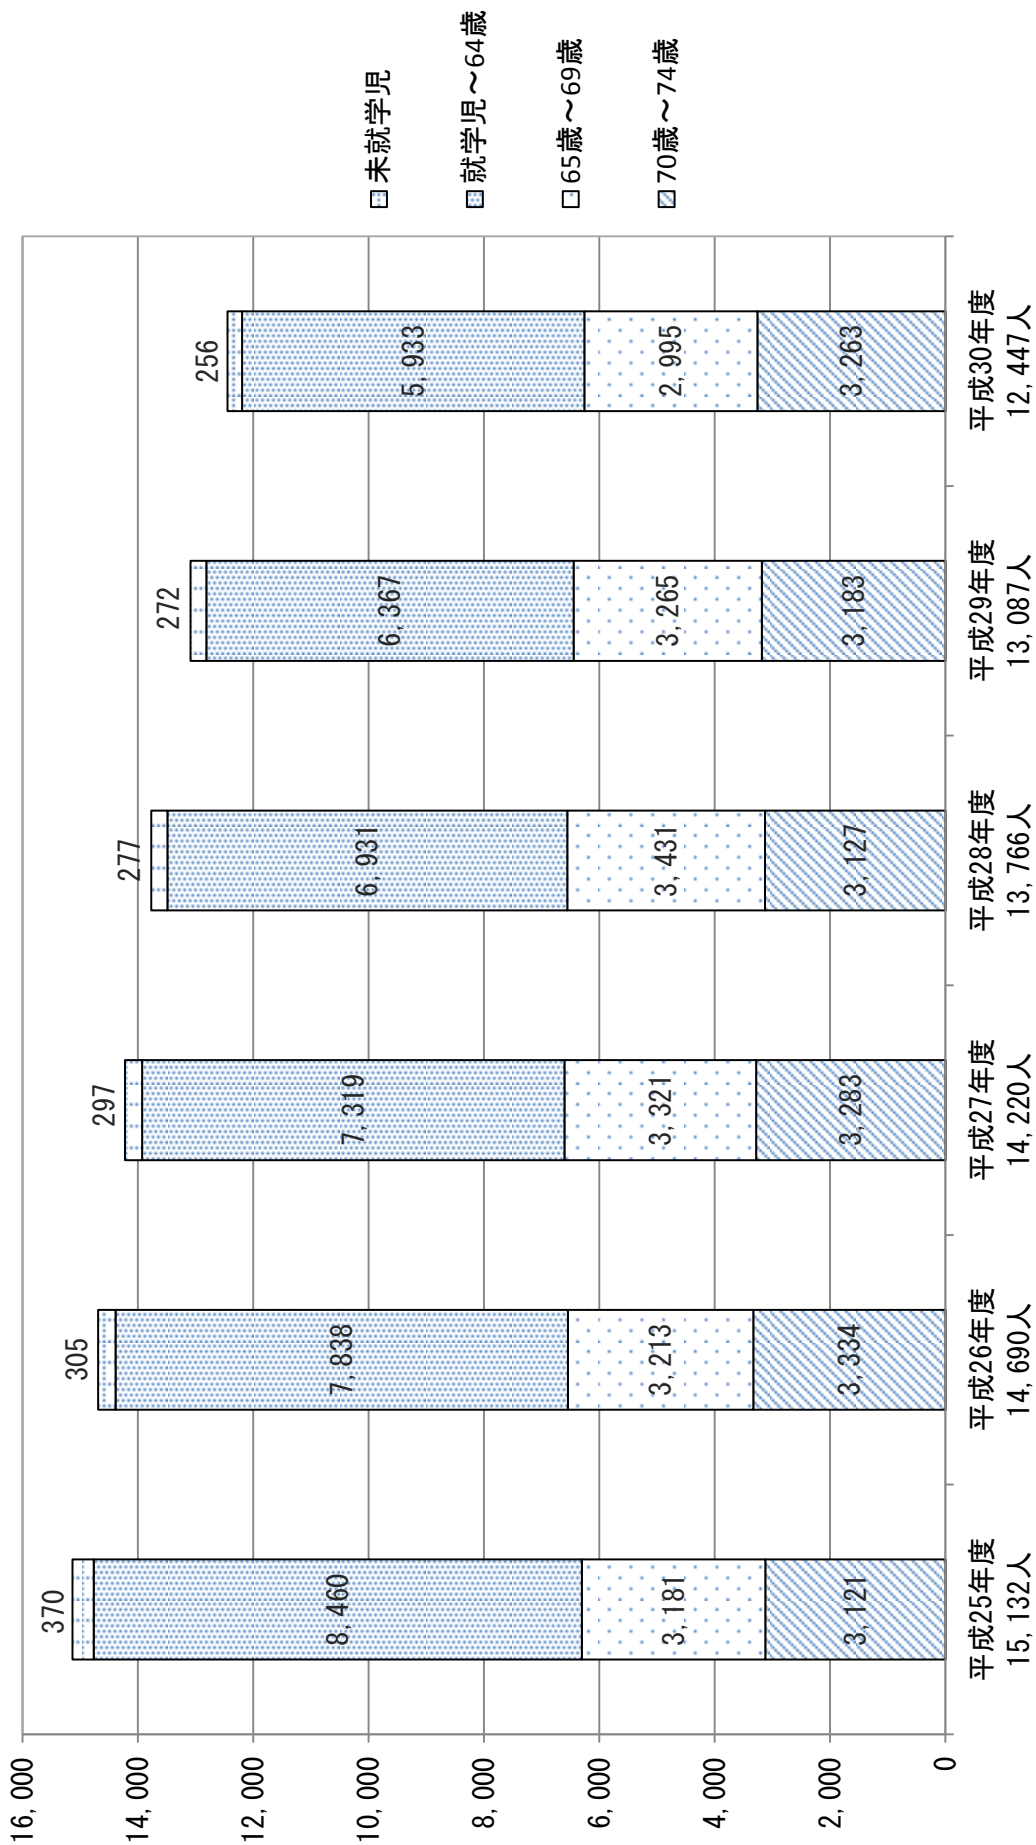 16,000
14,000
12,000
10,000
8,000
6,000
4,000
2,000
0
370
8,460
3,181
3,121
305
7,838
3,213
3,334
297
7,319
3,321
3,283
277
6,931
3,431
3,127
272
6,367
3,265
3,183
256
5,933
2,995
3,263
平成25年度
15,132人
平成26年度
14,690人
平成27年度
14,220人
平成28年度
13,766人
平成29年度
13,087人
平成30年度
12,447人
未就学児
就学児～64歳
65歳～69歳
70歳～74歳